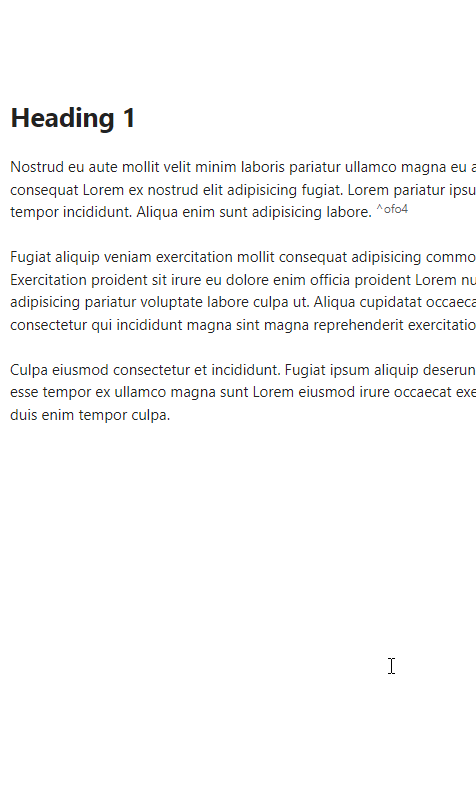 Heading 1
Nostrud eu aute mollit velit minim laboris pariatur ullamco magna eu a
consequat Lorem ex nostrud elit adipisicing fugiat. Lorem pariatur ipsu
tempor incididunt. Aliqua enim sunt adipisicing labore. ^ofo4
Fugiat aliquip veniam exercitation mollit consequat adipisicing commo
Exercitation proident sit irure eu dolore enim officia proident Lorem nu
adipisicing pariatur voluptate labore culpa ut. Aliqua cupidatat occaeca
consectetur qui incididunt magna sint magna reprehenderit exercitatio
Culpa eiusmod consectetur et incididunt. Fugiat ipsum aliquip deserun
esse tempor ex ullamco magna sunt Lorem eiusmod irure occaecat exe
duis enim tempor culpa.